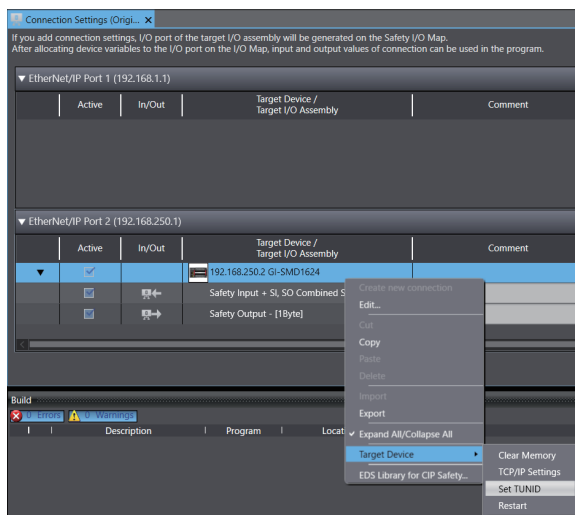 Connection Settings (Origi... X
If you add connection settings, I/O port of the target I/O assembly will be generated on the Safety I/O Map.
After allocating device variables to the I/O port on the I/O Map, input and output values of connection can be used in the program.
▼ EtherNet/IP Port 1 (192.168.1.1)
Active In/Out Target Device / Comment
Target I/O Assembly
▼ EtherNet/IP Port 2 (192.168.250.1)
Active In/Out Target Device / Comment
Target I/O Assembly
192.168.250.2 GI-SMD1624
Safety Input + SI, SO Combined S
Safety Output - [1Byte]
Create new connection
Edit...
Cut
Copy
Paste
Delete
Import
Export
Expand All/Collapse All
Target Device
EDS Library for CIP Safety...
Clear Memory
TCP/IP Settings
Set TUNID
Restart
Build
0 Errors 0 Warnings
I I Description I Program I Locat